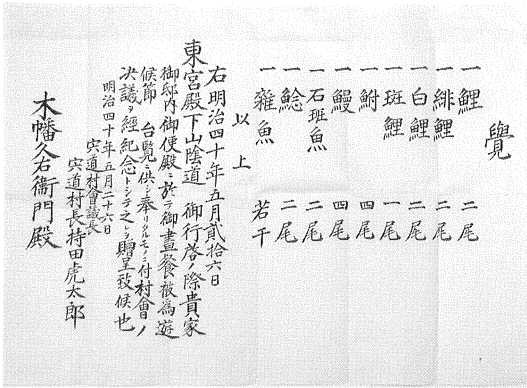 覺
一 鯉 二尾
一 緋鯉 二尾
一 白鯉 二尾
一 斑鯉 一尾
一 鮒 四尾
一 鰻 四尾
一 石斑魚 二尾
一 鯰 二尾
一 雜魚 若干
以上
右明治四十年五月貳拾六日
東宮殿下山陰道御行啓ノ際貴家
御邸内御便殿ニ於テ御晝餐被為遊
候節台覧ニ供シ奉リタルモノニ付村會ノ
決議ヲ經紀念トシテ之レヲ贈呈致候也
明治四十年五月二十六日
宍道村會議長
宍道村長持田虎太郎
木幡久右衞門殿